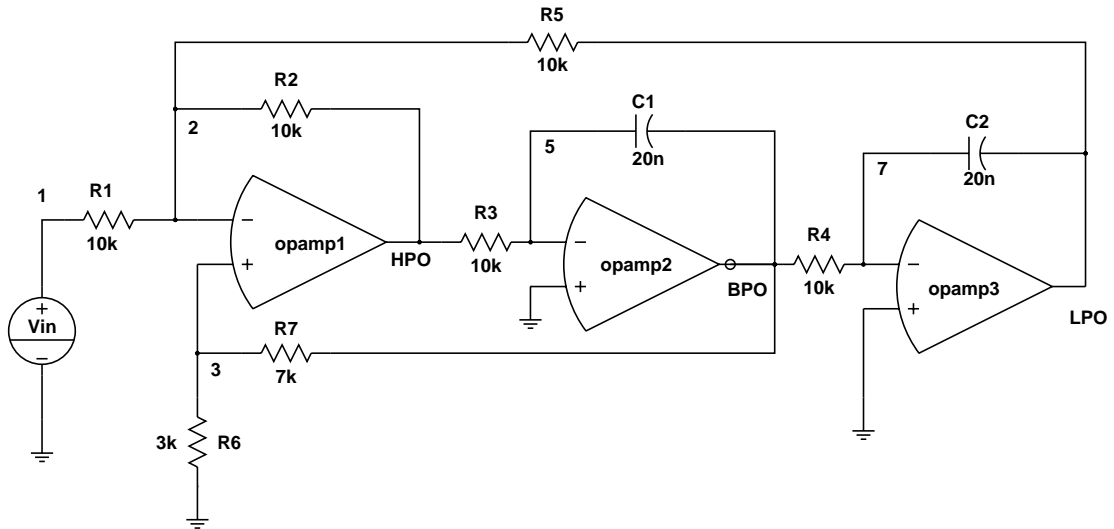 R5
10k
R2
10k
2
C1
20n
5
C2
20n
7
1
R1
10k
opamp1
HPO
R3
10k
opamp2
BPO
R4
10k
opamp3
LPO
+
Vin
−
−
+
−
+
−
+
3
R7
7k
3k
R6